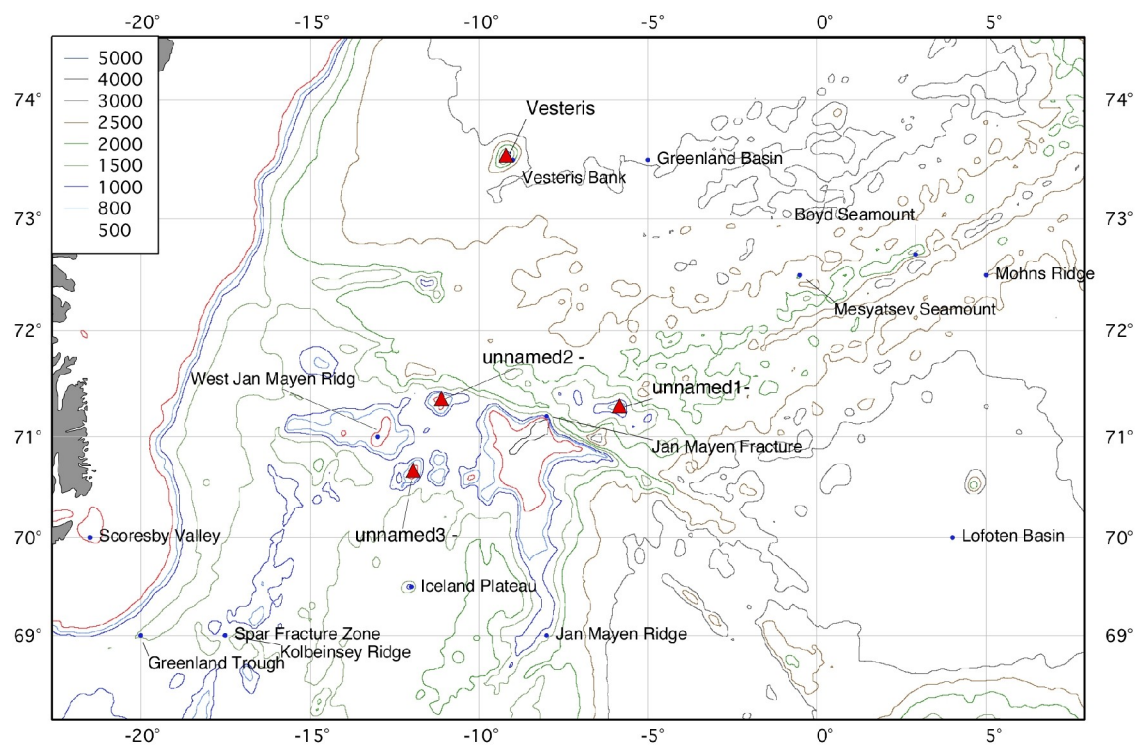 -20° -15° -10° -5° 0° 5°
5000
4000
3000
2500
2000
1500
1000
800
500
74° 74°
Vesteris
Greenland Basin
Vesteris Bank
Boyd Seamount
73° 73°
Mohns Ridge
Mesyatsev Seamount
72° 72°
unnamed2 -
West Jan Mayen Ridg
unnamed1-
71° 71°
Jan Mayen Fracture
unnamed3 -
70° 70°
Scoresby Valley
Lofoten Basin
Iceland Plateau
69° 69°
Spar Fracture Zone
Jan Mayen Ridge
Kolbeinsey Ridge
Greenland Trough
-20° -15° -10° -5° 0° 5°